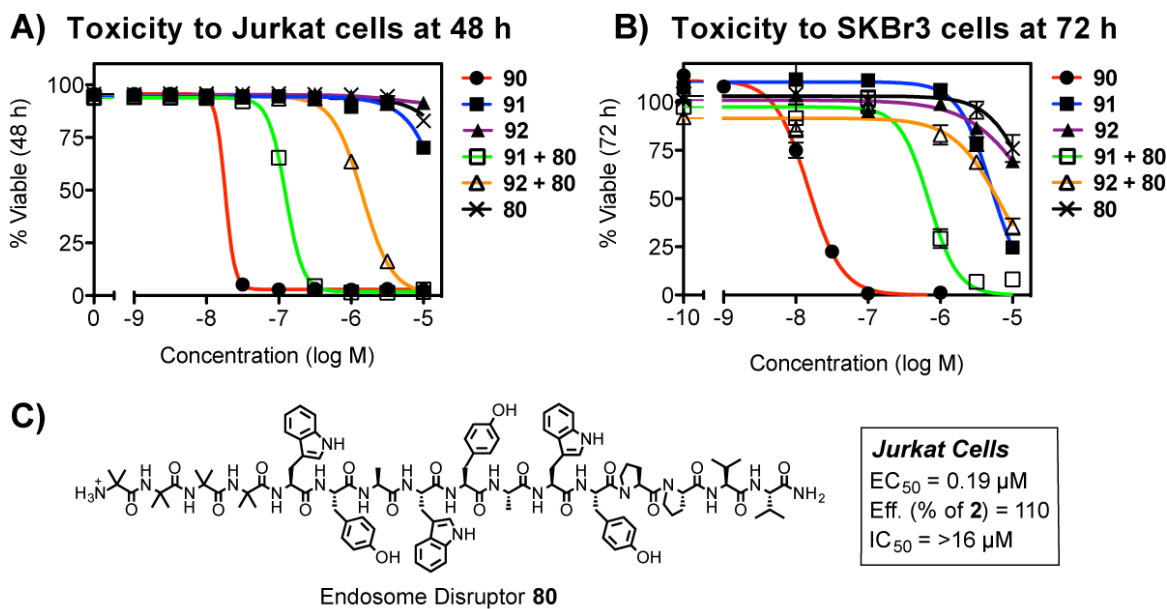 A) Toxicity to Jurkat cells at 48 h
% Viable (48 h)
100
75
50
25
0
0 -9 -8 -7 -6 -5
Concentration (log M)
90
91
92
91 + 80
92 + 80
80
B) Toxicity to SKBr3 cells at 72 h
% Viable (72 h)
100
75
50
25
0
-10 -9 -8 -7 -6 -5
Concentration (log M)
90
91
92
91 + 80
92 + 80
80
C)
OH
NH
NH
O H O H O H O H O H O O H O
H3N+ N N N N N N N N N N N N N N N NH2
H O H O H O H O H O H O O H O
OH
NH
OH
Endosome Disruptor 80
Jurkat Cells
EC50 = 0.19 µM
Eff. (% of 2) = 110
IC50 = >16 µM